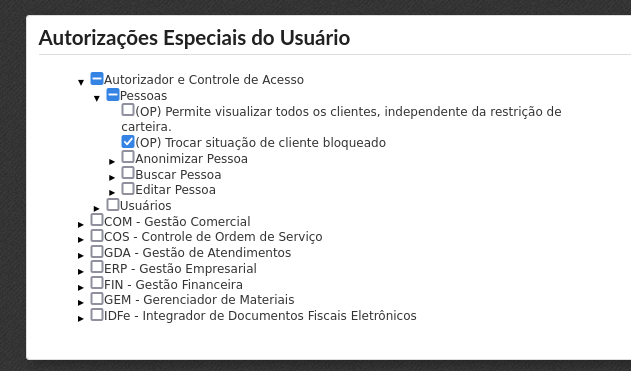 Autorizações Especiais do Usuário
Autorizador e Controle de Acesso
Pessoas
(OP) Permite visualizar todos os clientes, independente da restrição de
carteira.
(OP) Trocar situação de cliente bloqueado
Anonimizar Pessoa
Buscar Pessoa
Editar Pessoa
Usuários
COM - Gestão Comercial
COS - Controle de Ordem de Serviço
GDA - Gestão de Atendimentos
ERP - Gestão Empresarial
FIN - Gestão Financeira
GEM - Gerenciador de Materiais
IDFe - Integrador de Documentos Fiscais Eletrônicos